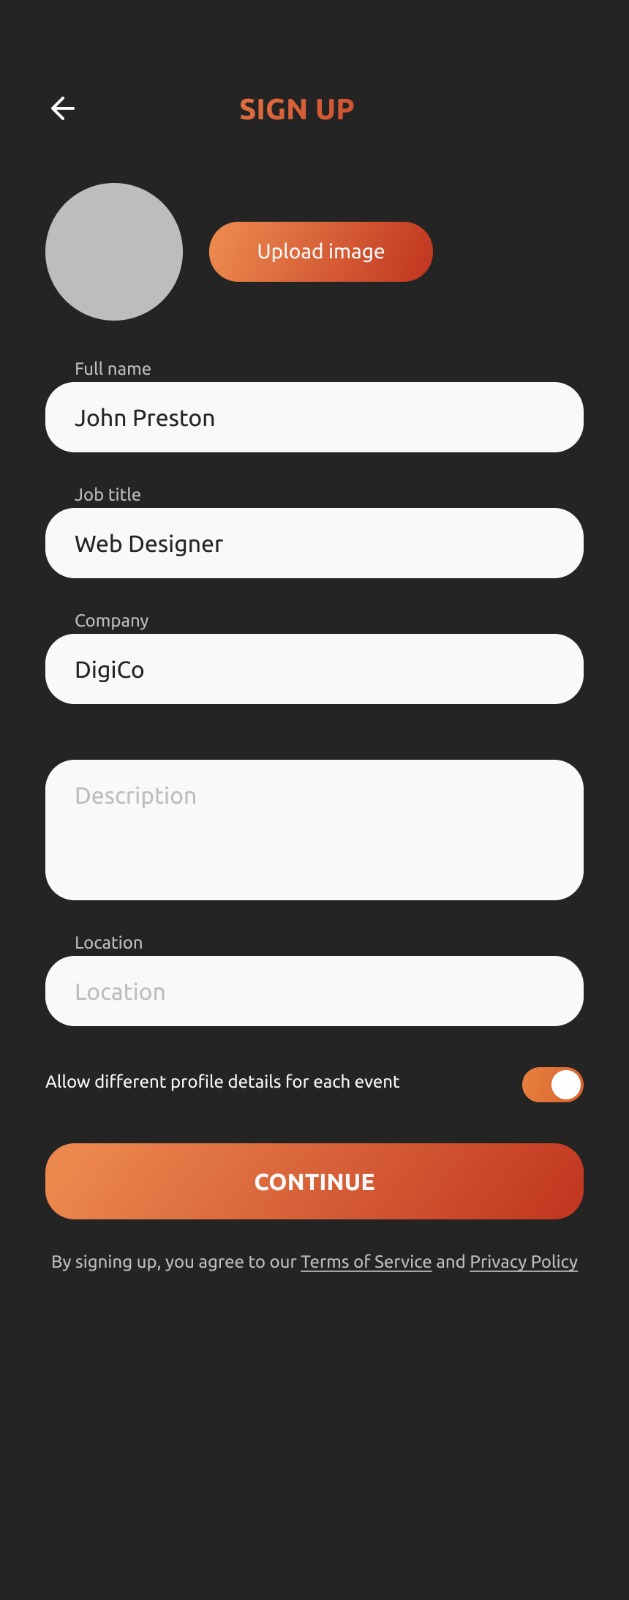 SIGN UP
Upload image
Full name
John Preston
Job title
Web Designer
Company
DigiCo
Description
Location
Location
Allow different profile details for each event
CONTINUE
By signing up, you agree to our Terms of Service and Privacy Policy